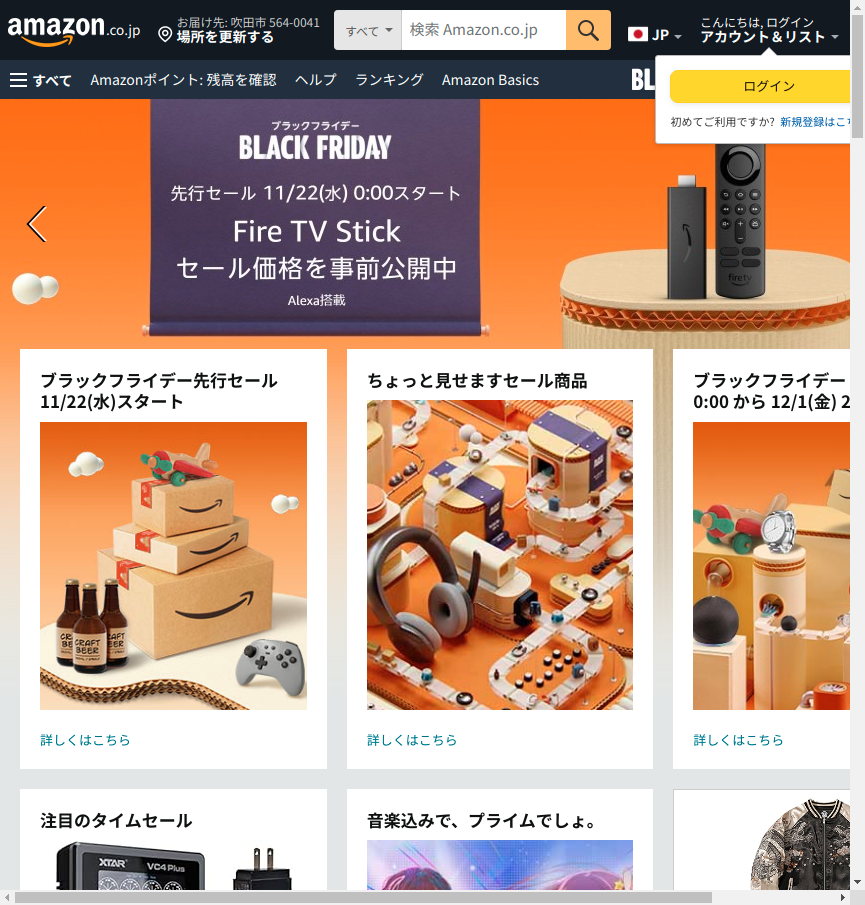 amazon.co.jp
お届け先: 吹田市 564-0041
場所を更新する
すべて
検索 Amazon.co.jp
JP
こんにちは, ログイン
アカウント＆リスト
すべて
Amazonポイント: 残高を確認
ヘルプ
ランキング
Amazon Basics
BL
ログイン
初めてご利用ですか? 新規登録はこち
ブラックフライデー
BLACK FRIDAY
先行セール 11/22(水) 0:00スタート
Fire TV Stick
セール価格を事前公開中
Alexa搭載
firetv
ブラックフライデー先行セール
11/22(水)スタート
CRAFT
BEER
詳しくはこちら
ちょっと見せますセール商品
詳しくはこちら
ブラックフライデー
0:00 から 12/1(金) 2
詳しくはこちら
注目のタイムセール
XTAR
VC4 Plus
音楽込みで、プライムでしょ。